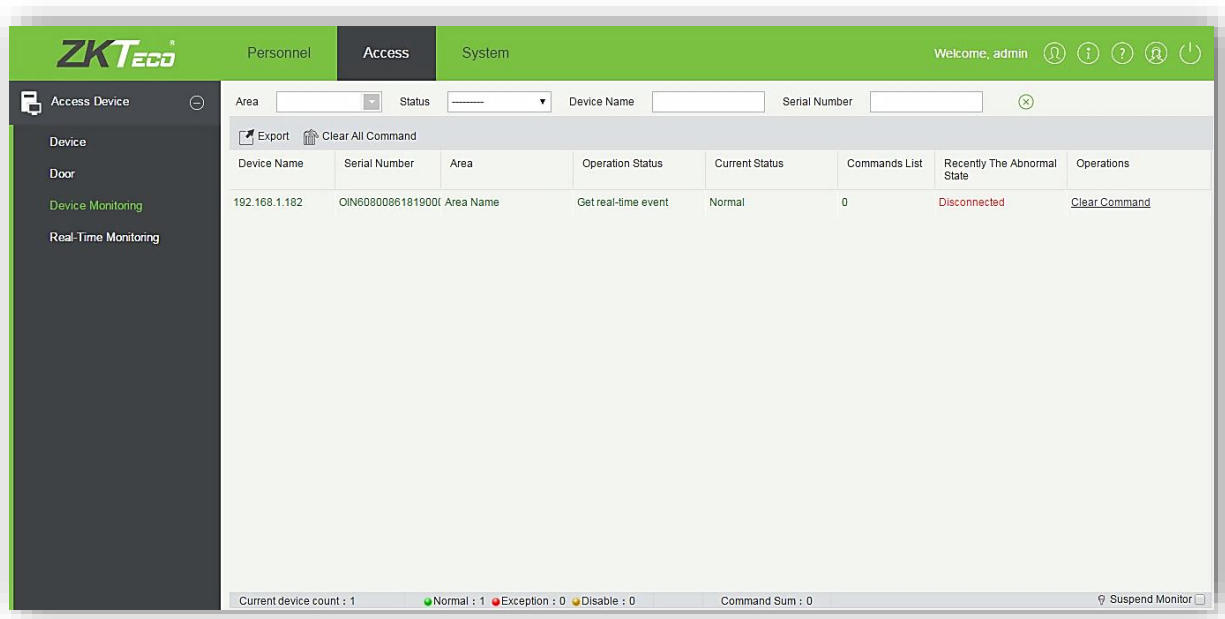 ZKTECO
Personnel Access System Welcome, admin
Access Device
Device
Door
Device Monitoring
Real-Time Monitoring
Area Status --------- Device Name Serial Number
Export Clear All Command
Device Name Serial Number Area Operation Status Current Status Commands List Recently The Abnormal State Operations
192.168.1.182 OIN6080086181900 Area Name Get real-time event Normal 0 Disconnected Clear Command
Current device count : 1 Normal : 1 Exception : 0 Disable : 0 Command Sum : 0 Suspend Monitor